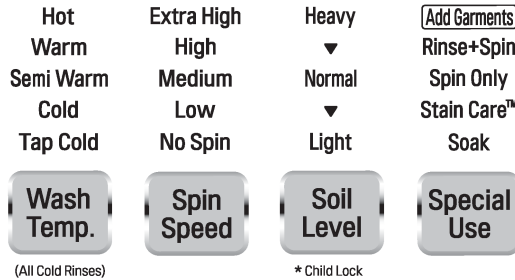 Hot Extra High Heavy Add Garments
Warm High ▼ Rinse+Spin
Semi Warm Medium Normal Spin Only
Cold Low ▼ Stain Care™
Tap Cold No Spin Light Soak
Wash Spin Soil Special
Temp. Speed Level Use
(All Cold Rinses) * Child Lock